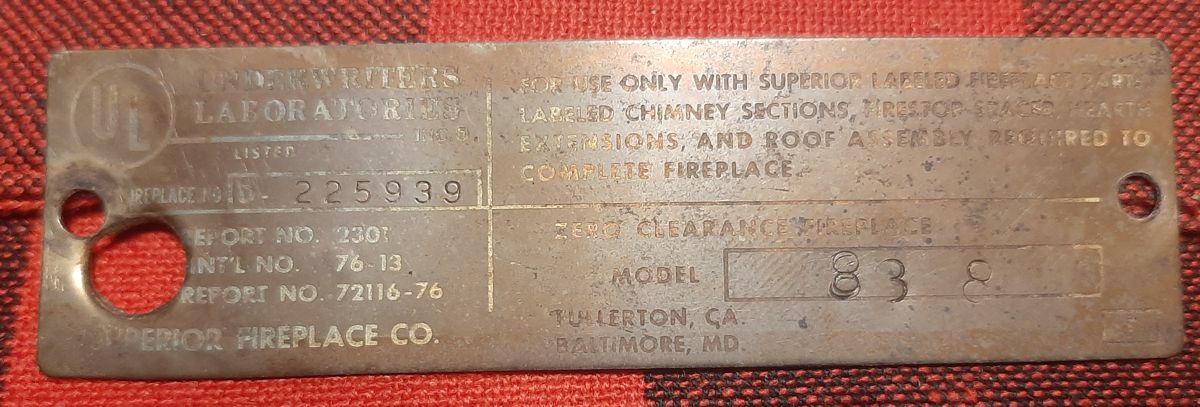 UL
UNDERWRITERS
LABORATORIES
INC.®
LISTED
FIREPLACE NO 225939
REPORT NO. 2301
INT'L NO. 76-13
REPORT NO. 72116-76
SUPERIOR FIREPLACE CO.
FOR USE ONLY WITH SUPERIOR LABELED FIREPLACE PARTS
LABELED CHIMNEY SECTIONS, FIRESTOP-SPACER, HEARTH
EXTENSIONS, AND ROOF ASSEMBLY REQUIRED TO
COMPLETE FIREPLACE.
ZERO CLEARANCE FIREPLACE
MODEL 83 8
FULLERTON, CA.
BALTIMORE, MD.